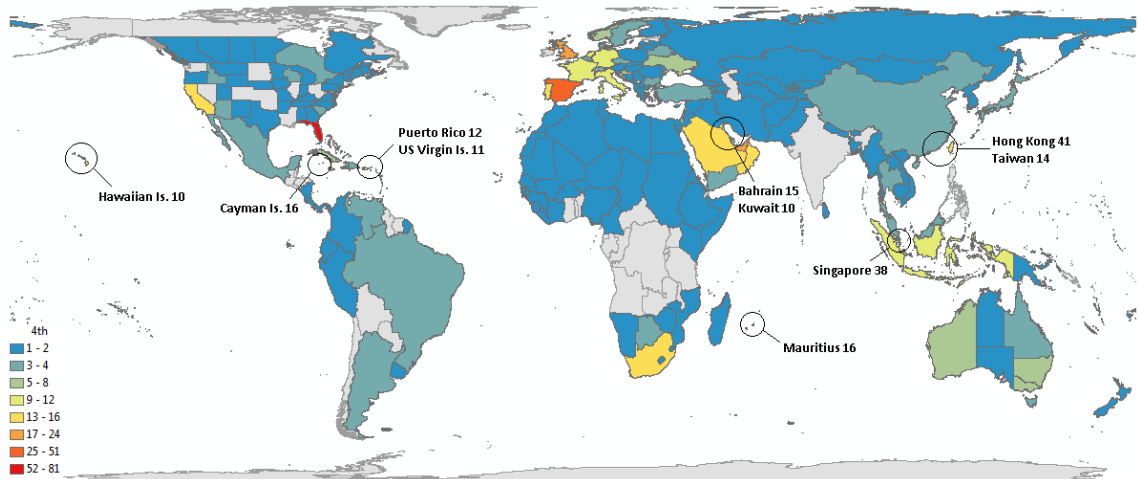 Puerto Rico 12
US Virgin Is. 11
Hong Kong 41
Taiwan 14
Hawaiian Is. 10
Cayman Is. 16
Bahrain 15
Kuwait 10
Singapore 38
Mauritius 16
4th
1 - 2
3 - 4
5 - 8
9 - 12
13 - 16
17 - 24
25 - 51
52 - 81